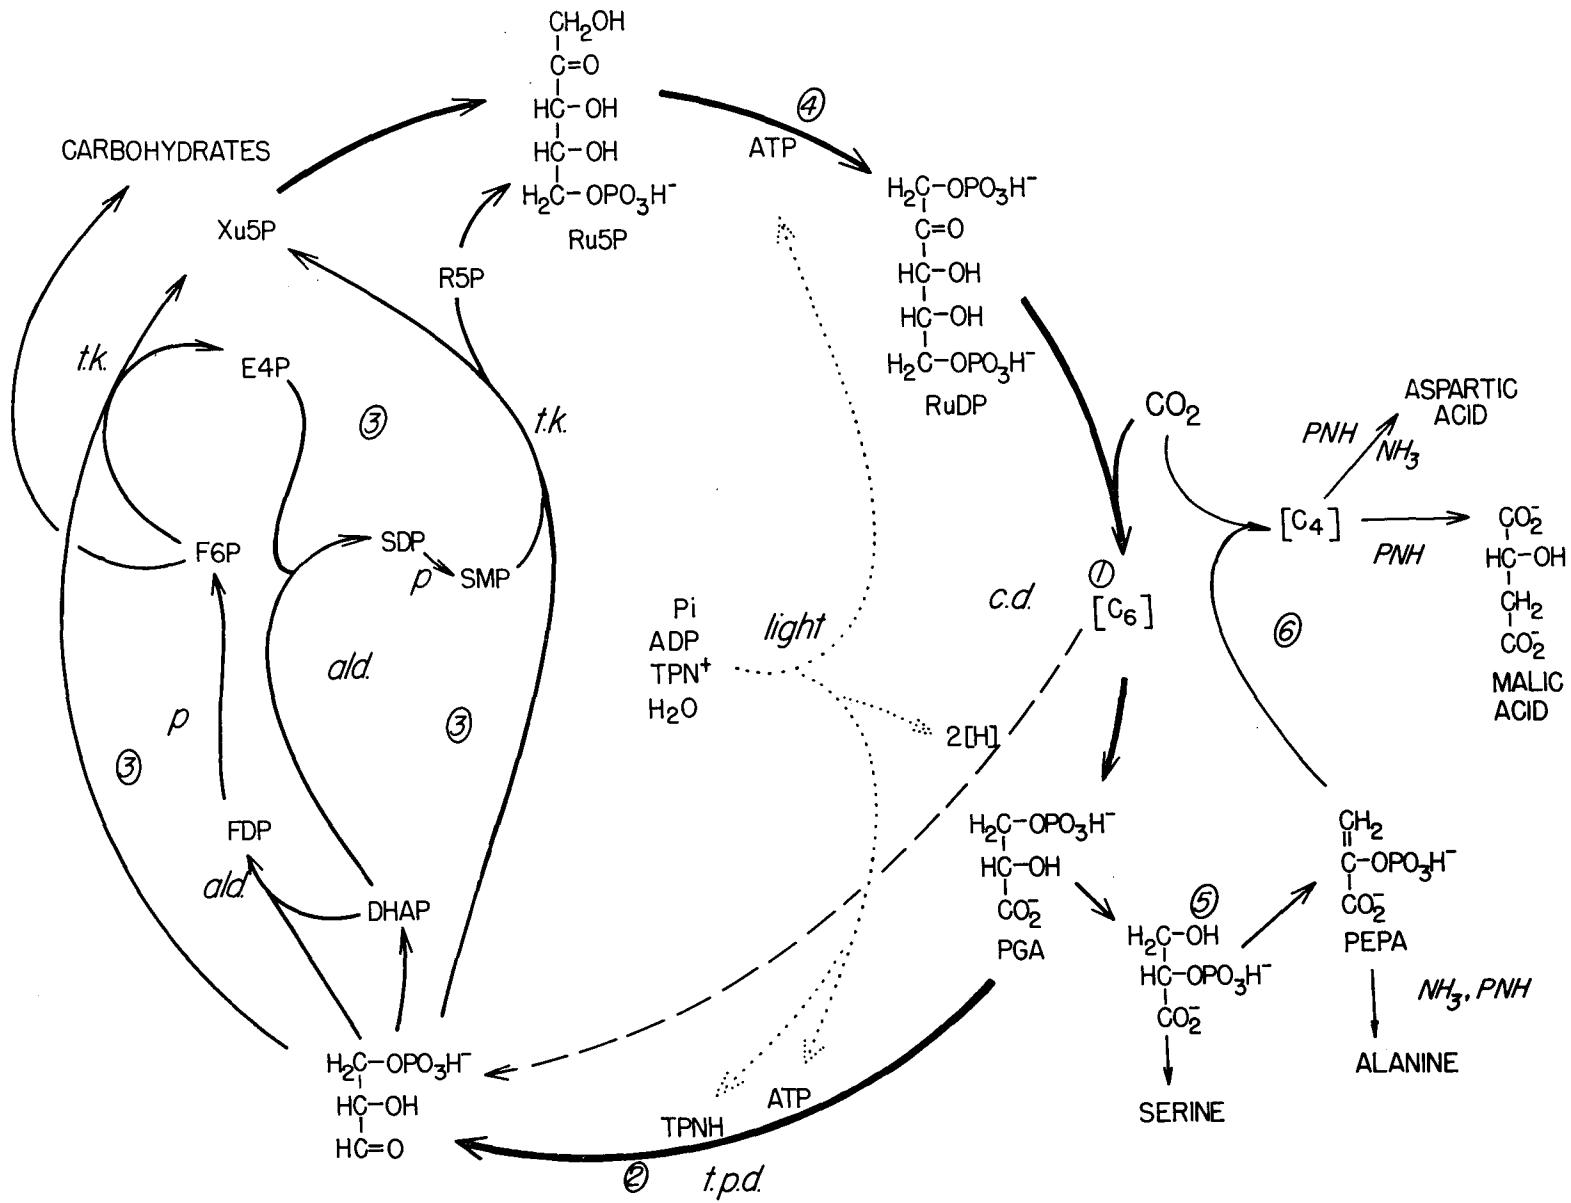 CH2OH
C=O
HC-OH
HC-OH
H2C-OPO3H-
Ru5P
④
ATP
CARBOHYDRATES
Xu5P
R5P
H2C-OPO3H-
C=O
HC-OH
HC-OH
H2C-OPO3H-
RuDP
t.k.
E4P
③
t.k.
CO2
ASPARTIC
ACID
PNH
NH3
[C4]
PNH
CO2-
HC-OH
CH2
CO2-
MALIC
ACID
F6P
SDP
p
SMP
c.d.
①
[C6]
⑥
Pi
ADP
TPN+
H2O
light
2[H]
ald.
p
③
③
FDP
ald.
DHAP
H2C-OPO3H-
HC-OH
CO2-
PGA
⑤
H2C-OH
HC-OPO3H-
CO2-
SERINE
CH2
C-OPO3H-
CO2-
PEPA
NH3, PNH
ALANINE
H2C-OPO3H-
HC-OH
HC=O
ATP
TPNH
②
t.p.d.